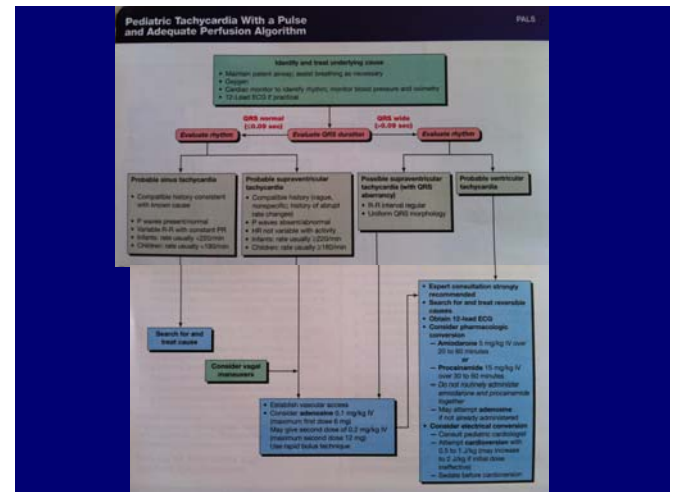 Pediatric Tachycardia With a Pulse
and Adequate Perfusion Algorithm
PALS
Identify and treat underlying cause
• Maintain patent airway; assist breathing as necessary
• Oxygen
• Cardiac monitor to identify rhythm; monitor blood pressure and oximetry
• 12-Lead ECG if practical
QRS normal
(≤0.09 sec)
QRS wide
(>0.09 sec)
Evaluate rhythm
Evaluate QRS duration
Evaluate rhythm
Probable sinus tachycardia
• Compatible history consistent
with known cause
• P waves present/normal
• Variable R-R with constant PR
• Infants: rate usually <220/min
• Children: rate usually <180/min
Probable supraventricular
tachycardia
• Compatible history (vague,
nonspecific); history of abrupt
rate changes
• P waves absent/abnormal
• HR not variable with activity
• Infants: rate usually ≥220/min
• Children: rate usually ≥180/min
Possible supraventricular
tachycardia (with QRS
aberrancy)
• R-R interval regular
• Uniform QRS morphology
Probable ventricular
tachycardia
Search for and
treat cause
Consider vagal
maneuvers
• Establish vascular access
• Consider adenosine 0.1 mg/kg IV
(maximum first dose 6 mg)
May give second dose of 0.2 mg/kg IV
(maximum second dose 12 mg)
Use rapid bolus technique
• Expert consultation strongly
recommended
• Search for and treat reversible
causes
• Obtain 12-lead ECG
• Consider pharmacologic
conversion
– Amiodarone 5 mg/kg IV over
20 to 60 minutes
or
– Procainamide 15 mg/kg IV
over 30 to 60 minutes
– Do not routinely administer
amiodarone and procainamide
together
– May attempt adenosine
if not already administered
• Consider electrical conversion
– Consult pediatric cardiologist
– Attempt cardioversion with
0.5 to 1 J/kg (may increase
to 2 J/kg if initial dose
ineffective)
– Sedate before cardioversion